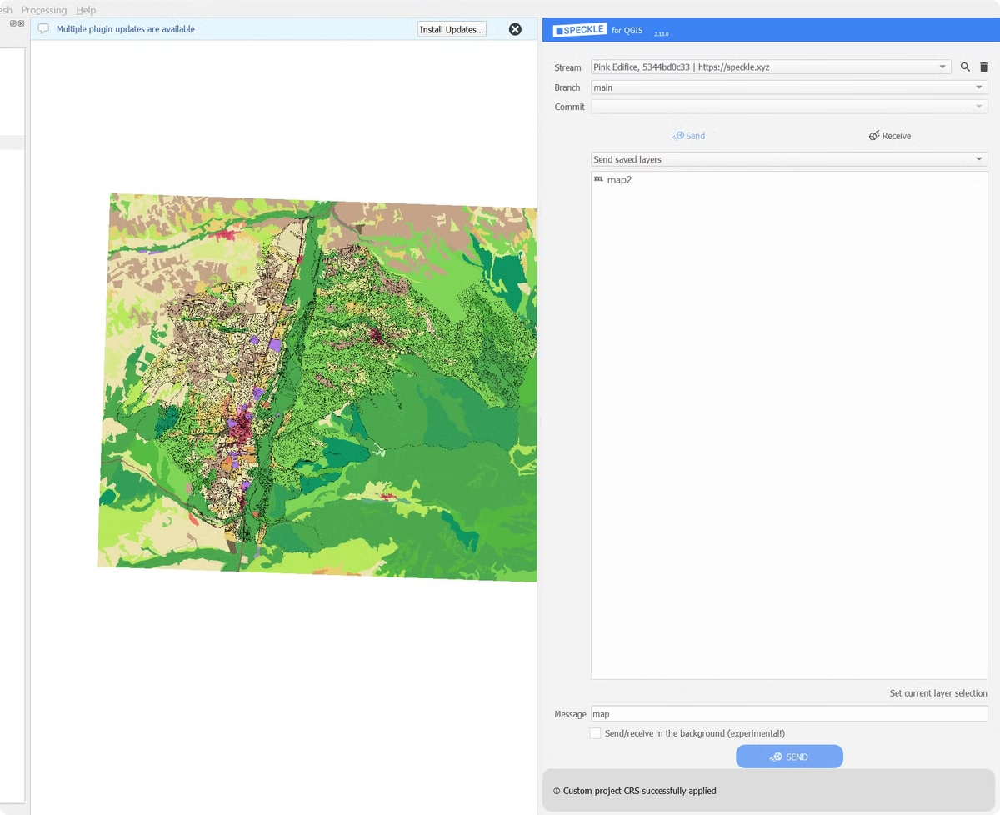 esh Processing Help
Multiple plugin updates are available
Install Updates...
SPECKLE for QGIS 2.13.0
Stream Pink Edifice, 5344bd0c33 | https://speckle.xyz
Branch main
Commit
Send Receive
Send saved layers
map2
Set current layer selection
Message map
Send/receive in the background (experimental!)
SEND
Custom project CRS successfully applied